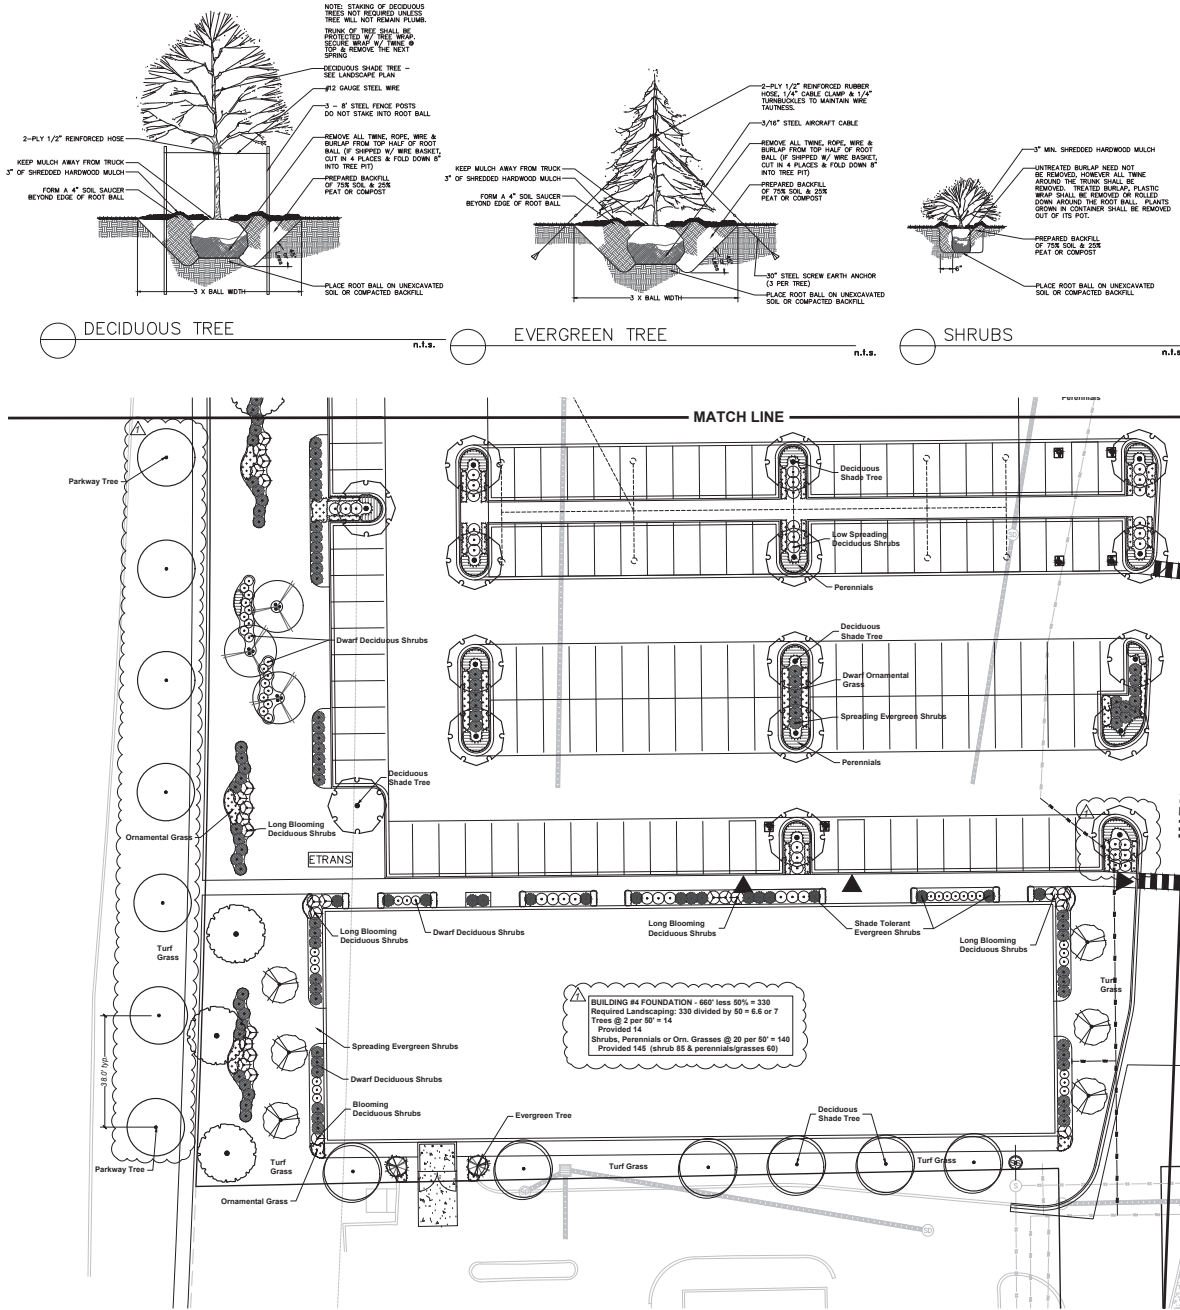 NOTE: STAKING OF DECIDUOUS
TREES NOT REQUIRED UNLESS
TREE WILL NOT REMAIN PLUMB.
TRUNK OF TREE SHALL BE
PROTECTED W/ TREE WRAP.
SECURE WRAP W/ TWINE @
TOP & REMOVE THE NEXT
SPRING
DECIDUOUS SHADE TREE –
SEE LANDSCAPE PLAN
#12 GAUGE STEEL WIRE
3 – 8' STEEL FENCE POSTS
DO NOT STAKE INTO ROOT BALL
2-PLY 1/2" REINFORCED HOSE
REMOVE ALL TWINE, ROPE, WIRE &
BURLAP FROM TOP HALF OF ROOT
BALL (IF SHIPPED W/ WIRE BASKET,
CUT IN 4 PLACES & FOLD DOWN 8"
INTO TREE PIT)
KEEP MULCH AWAY FROM TRUCK
3" OF SHREDDED HARDWOOD MULCH
FORM A 4" SOIL SAUCER
BEYOND EDGE OF ROOT BALL
PREPARED BACKFILL
OF 75% SOIL & 25%
PEAT OR COMPOST
PLACE ROOT BALL ON UNEXCAVATED
SOIL OR COMPACTED BACKFILL
3 X BALL WIDTH
DECIDUOUS TREE
n.t.s.
2-PLY 1/2" REINFORCED RUBBER
HOSE, 1/4" CABLE CLAMP & 1/4"
TURNBUCKLES TO MAINTAIN WIRE
TAUTNESS.
3/16" STEEL AIRCRAFT CABLE
REMOVE ALL TWINE, ROPE, WIRE &
BURLAP FROM TOP HALF OF ROOT
BALL (IF SHIPPED W/ WIRE BASKET,
CUT IN 4 PLACES & FOLD DOWN 8"
INTO TREE PIT)
KEEP MULCH AWAY FROM TRUCK
3" OF SHREDDED HARDWOOD MULCH
FORM A 4" SOIL SAUCER
BEYOND EDGE OF ROOT BALL
PREPARED BACKFILL
OF 75% SOIL & 25%
PEAT OR COMPOST
30" STEEL SCREW EARTH ANCHOR
(3 PER TREE)
PLACE ROOT BALL ON UNEXCAVATED
SOIL OR COMPACTED BACKFILL
3 X BALL WIDTH
EVERGREEN TREE
n.t.s.
3" MIN. SHREDDED HARDWOOD MULCH
UNTREATED BURLAP NEED NOT
BE REMOVED, HOWEVER ALL TWINE
AROUND THE TRUNK SHALL BE
REMOVED. TREATED BURLAP, PLASTIC
WRAP SHALL BE REMOVED OR ROLLED
DOWN AROUND THE ROOT BALL. PLANTS
GROWN IN CONTAINER SHALL BE REMOVED
OUT OF ITS POT.
PREPARED BACKFILL
OF 75% SOIL & 25%
PEAT OR COMPOST
6"
PLACE ROOT BALL ON UNEXCAVATED
SOIL OR COMPACTED BACKFILL
SHRUBS
n.t.s
Perennials
MATCH LINE
1
Parkway Tree
Deciduous
Shade Tree
Low Spreading
Deciduous Shrubs
SD
Perennials
Dwarf Deciduous Shrubs
Deciduous
Shade Tree
Dwarf Ornamental
Grass
Spreading Evergreen Shrubs
Perennials
Deciduous
Shade Tree
Ornamental Grass
Long Blooming
Deciduous Shrubs
ETRANS
Long Blooming
Deciduous Shrubs
Dwarf Deciduous Shrubs
Long Blooming
Deciduous Shrubs
Shade Tolerant
Evergreen Shrubs
Long Blooming
Deciduous Shrubs
Turf
Grass
Turf
Grass
1
BUILDING #4 FOUNDATION - 660' less 50% = 330
Required Landscaping: 330 divided by 50 = 6.6 or 7
Trees @ 2 per 50' = 14
Provided 14
Shrubs, Perennials or Orn. Grasses @ 20 per 50' = 140
Provided 145 (shrub 85 & perennials/grasses 60)
38.0' typ.
Spreading Evergreen Shrubs
Dwarf Deciduous Shrubs
Blooming
Deciduous Shrubs
Evergreen Tree
Deciduous
Shade Tree
Parkway Tree
Turf
Grass
Turf Grass
Turf Grass
Ornamental Grass
S
SD